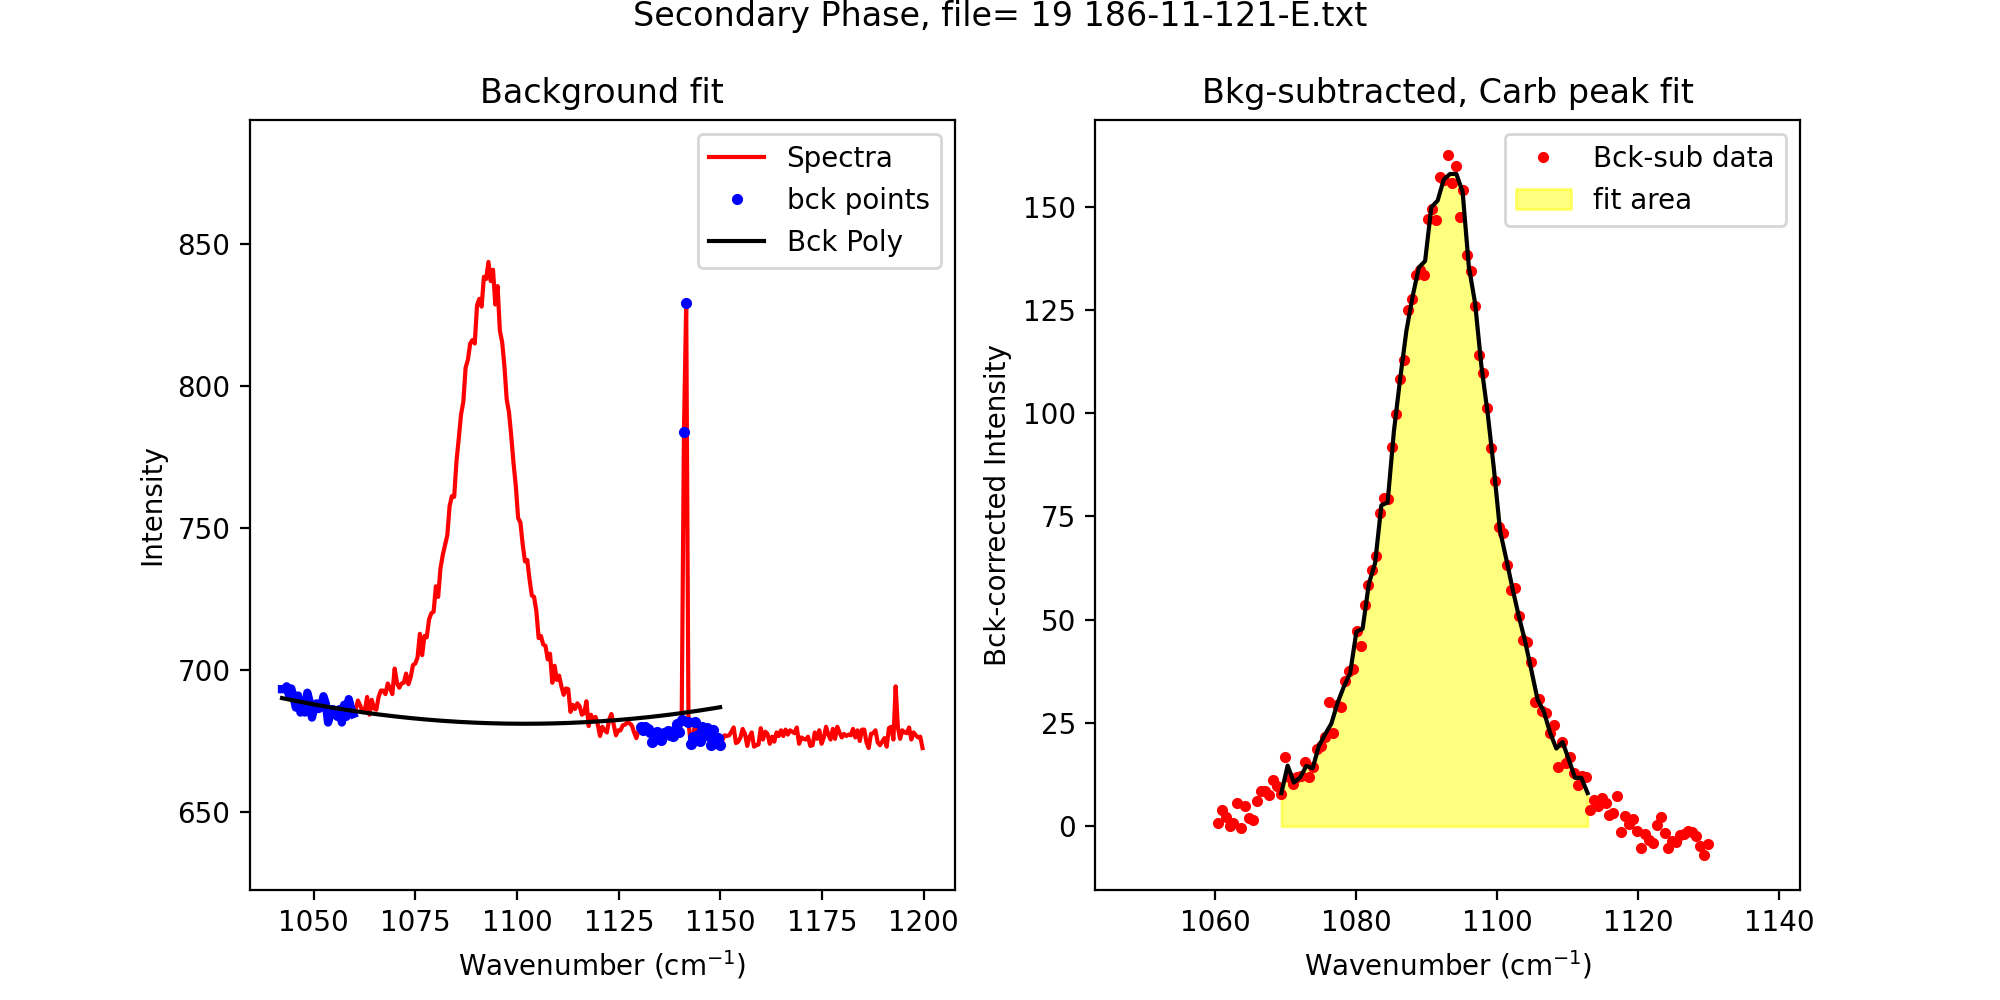 Secondary Phase, file= 19 186-11-121-E.txt
Background fit
Spectra
bck points
Bck Poly
Intensity
850
800
750
700
650
1050 1075 1100 1125 1150 1175 1200
Wavenumber (cm⁻¹)
Bkg-subtracted, Carb peak fit
Bck-sub data
fit area
Bck-corrected Intensity
150
125
100
75
50
25
0
1060 1080 1100 1120 1140
Wavenumber (cm⁻¹)